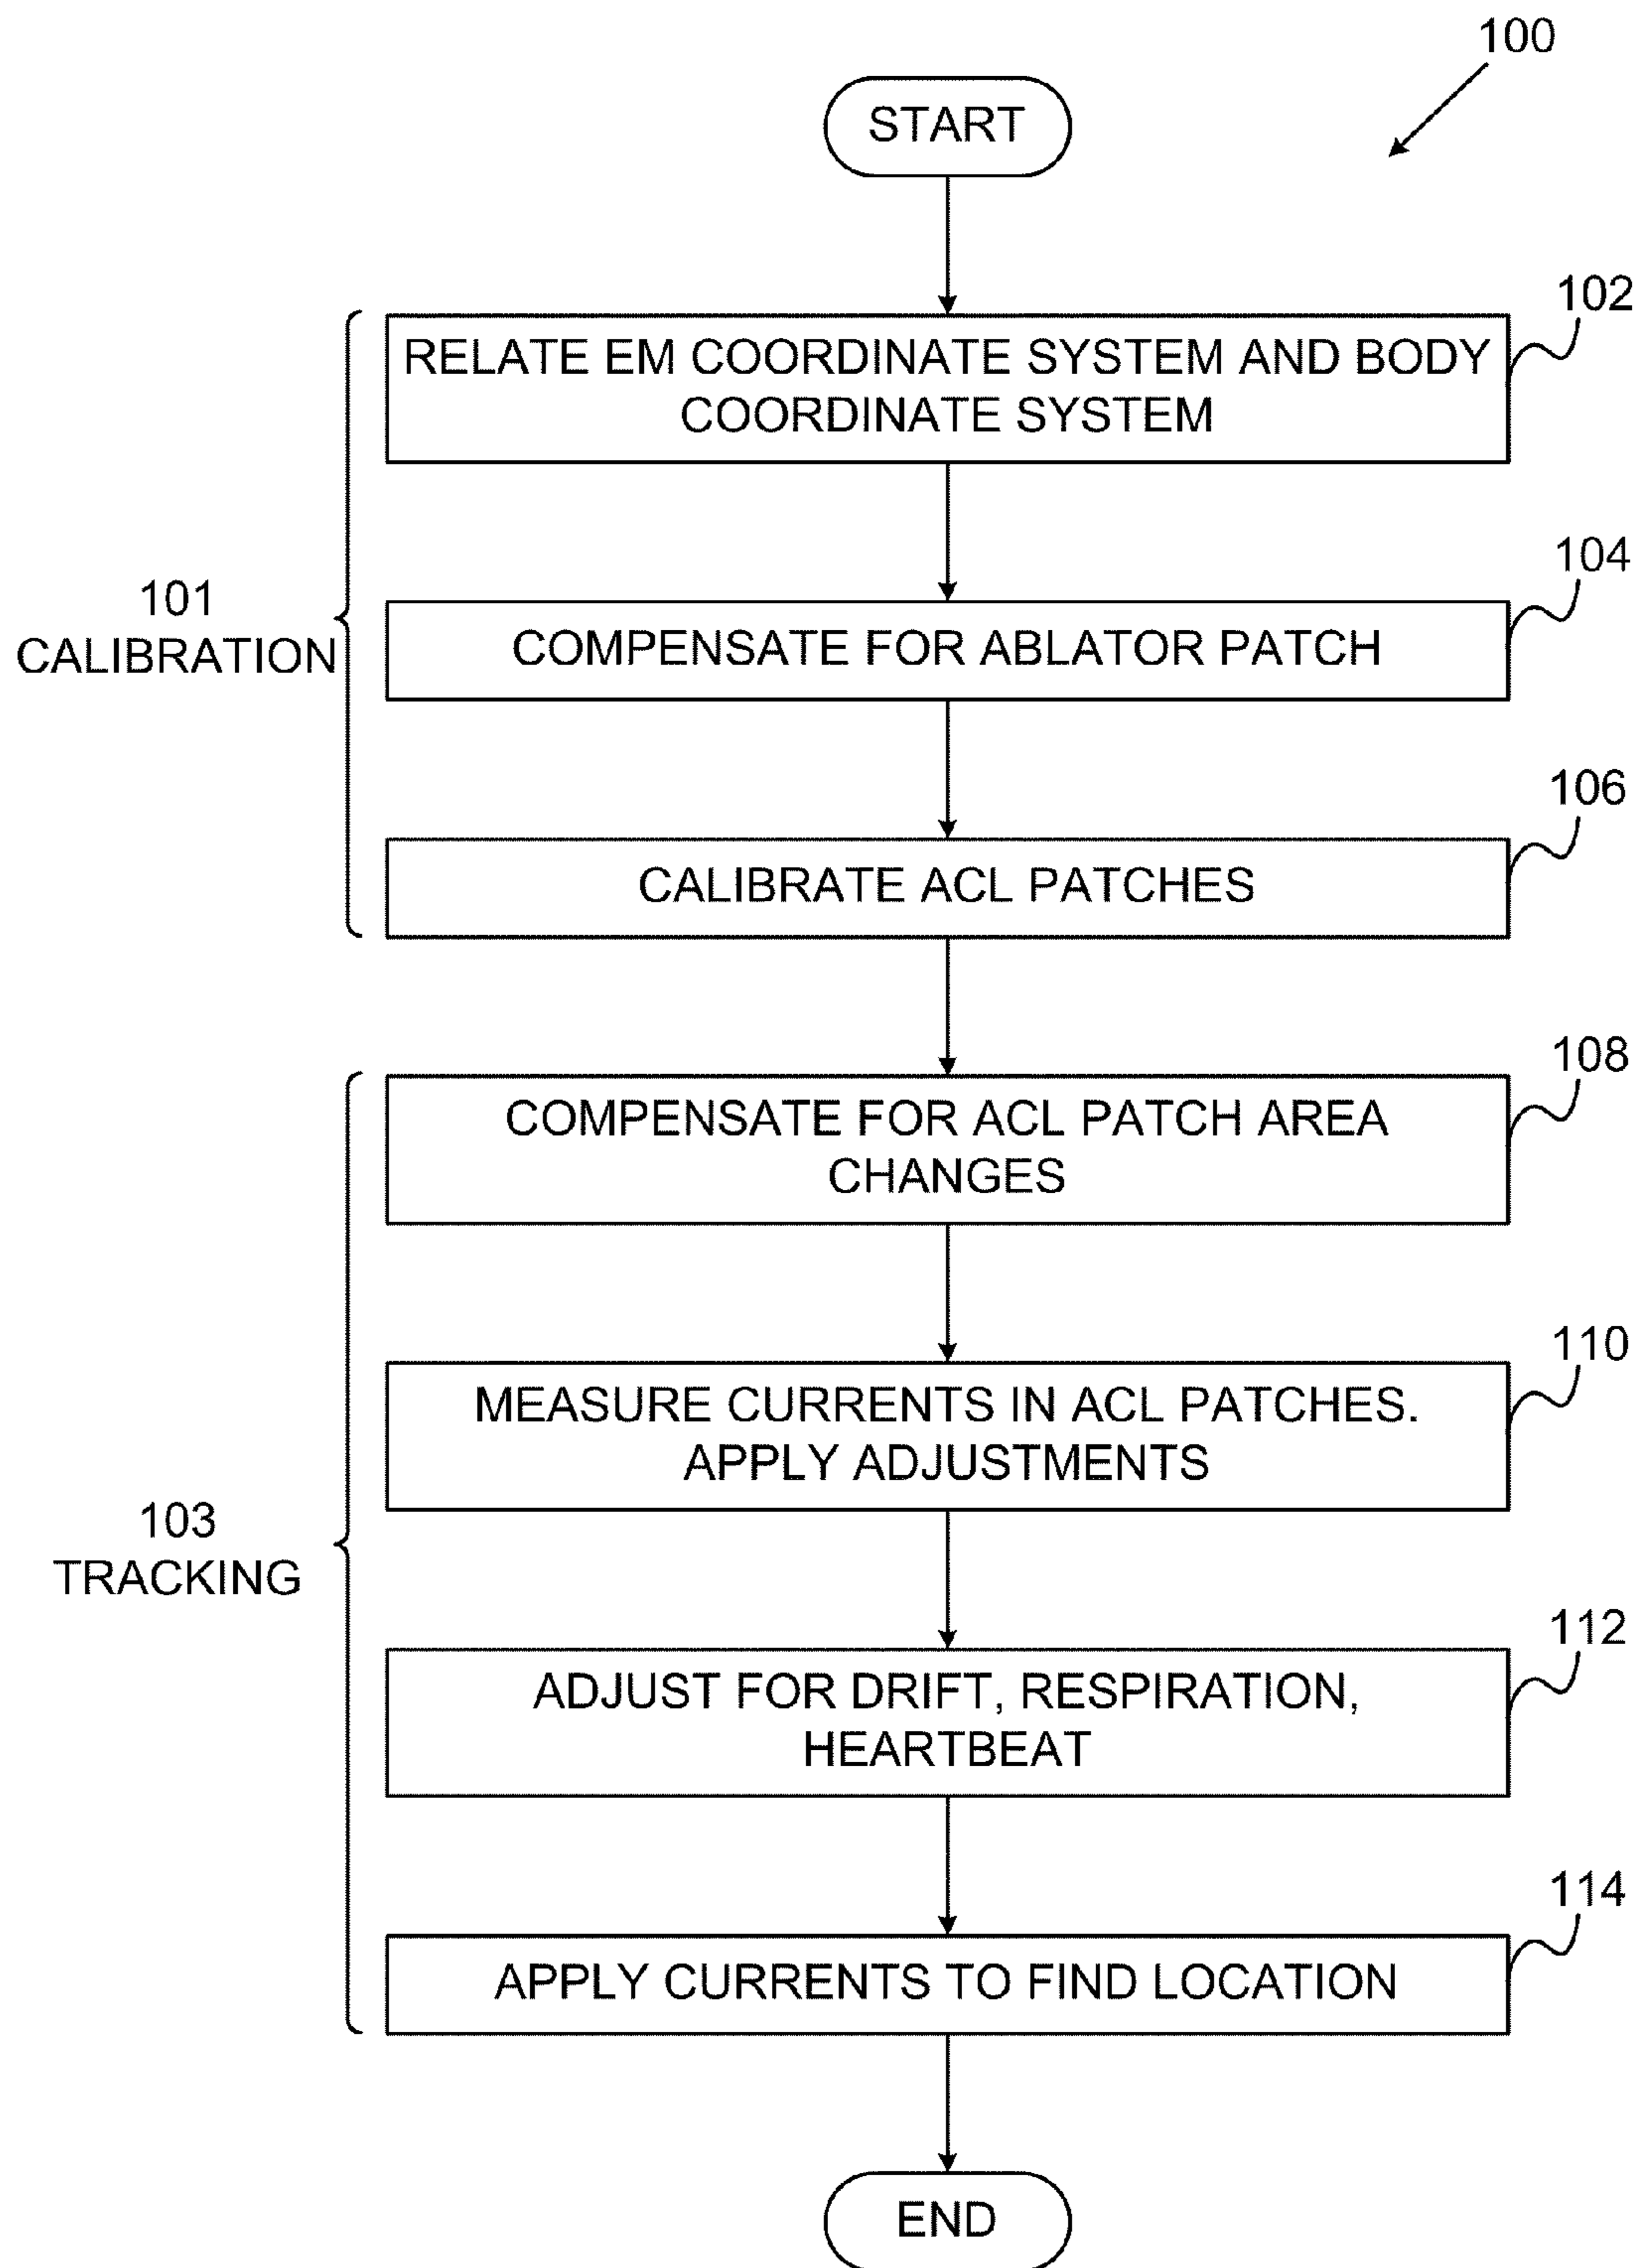 100
START
102
RELATE EM COORDINATE SYSTEM AND BODY
COORDINATE SYSTEM
104
101
CALIBRATION
COMPENSATE FOR ABLATOR PATCH
106
CALIBRATE ACL PATCHES
108
COMPENSATE FOR ACL PATCH AREA
CHANGES
110
MEASURE CURRENTS IN ACL PATCHES.
APPLY ADJUSTMENTS
103
TRACKING
112
ADJUST FOR DRIFT, RESPIRATION,
HEARTBEAT
114
APPLY CURRENTS TO FIND LOCATION
END